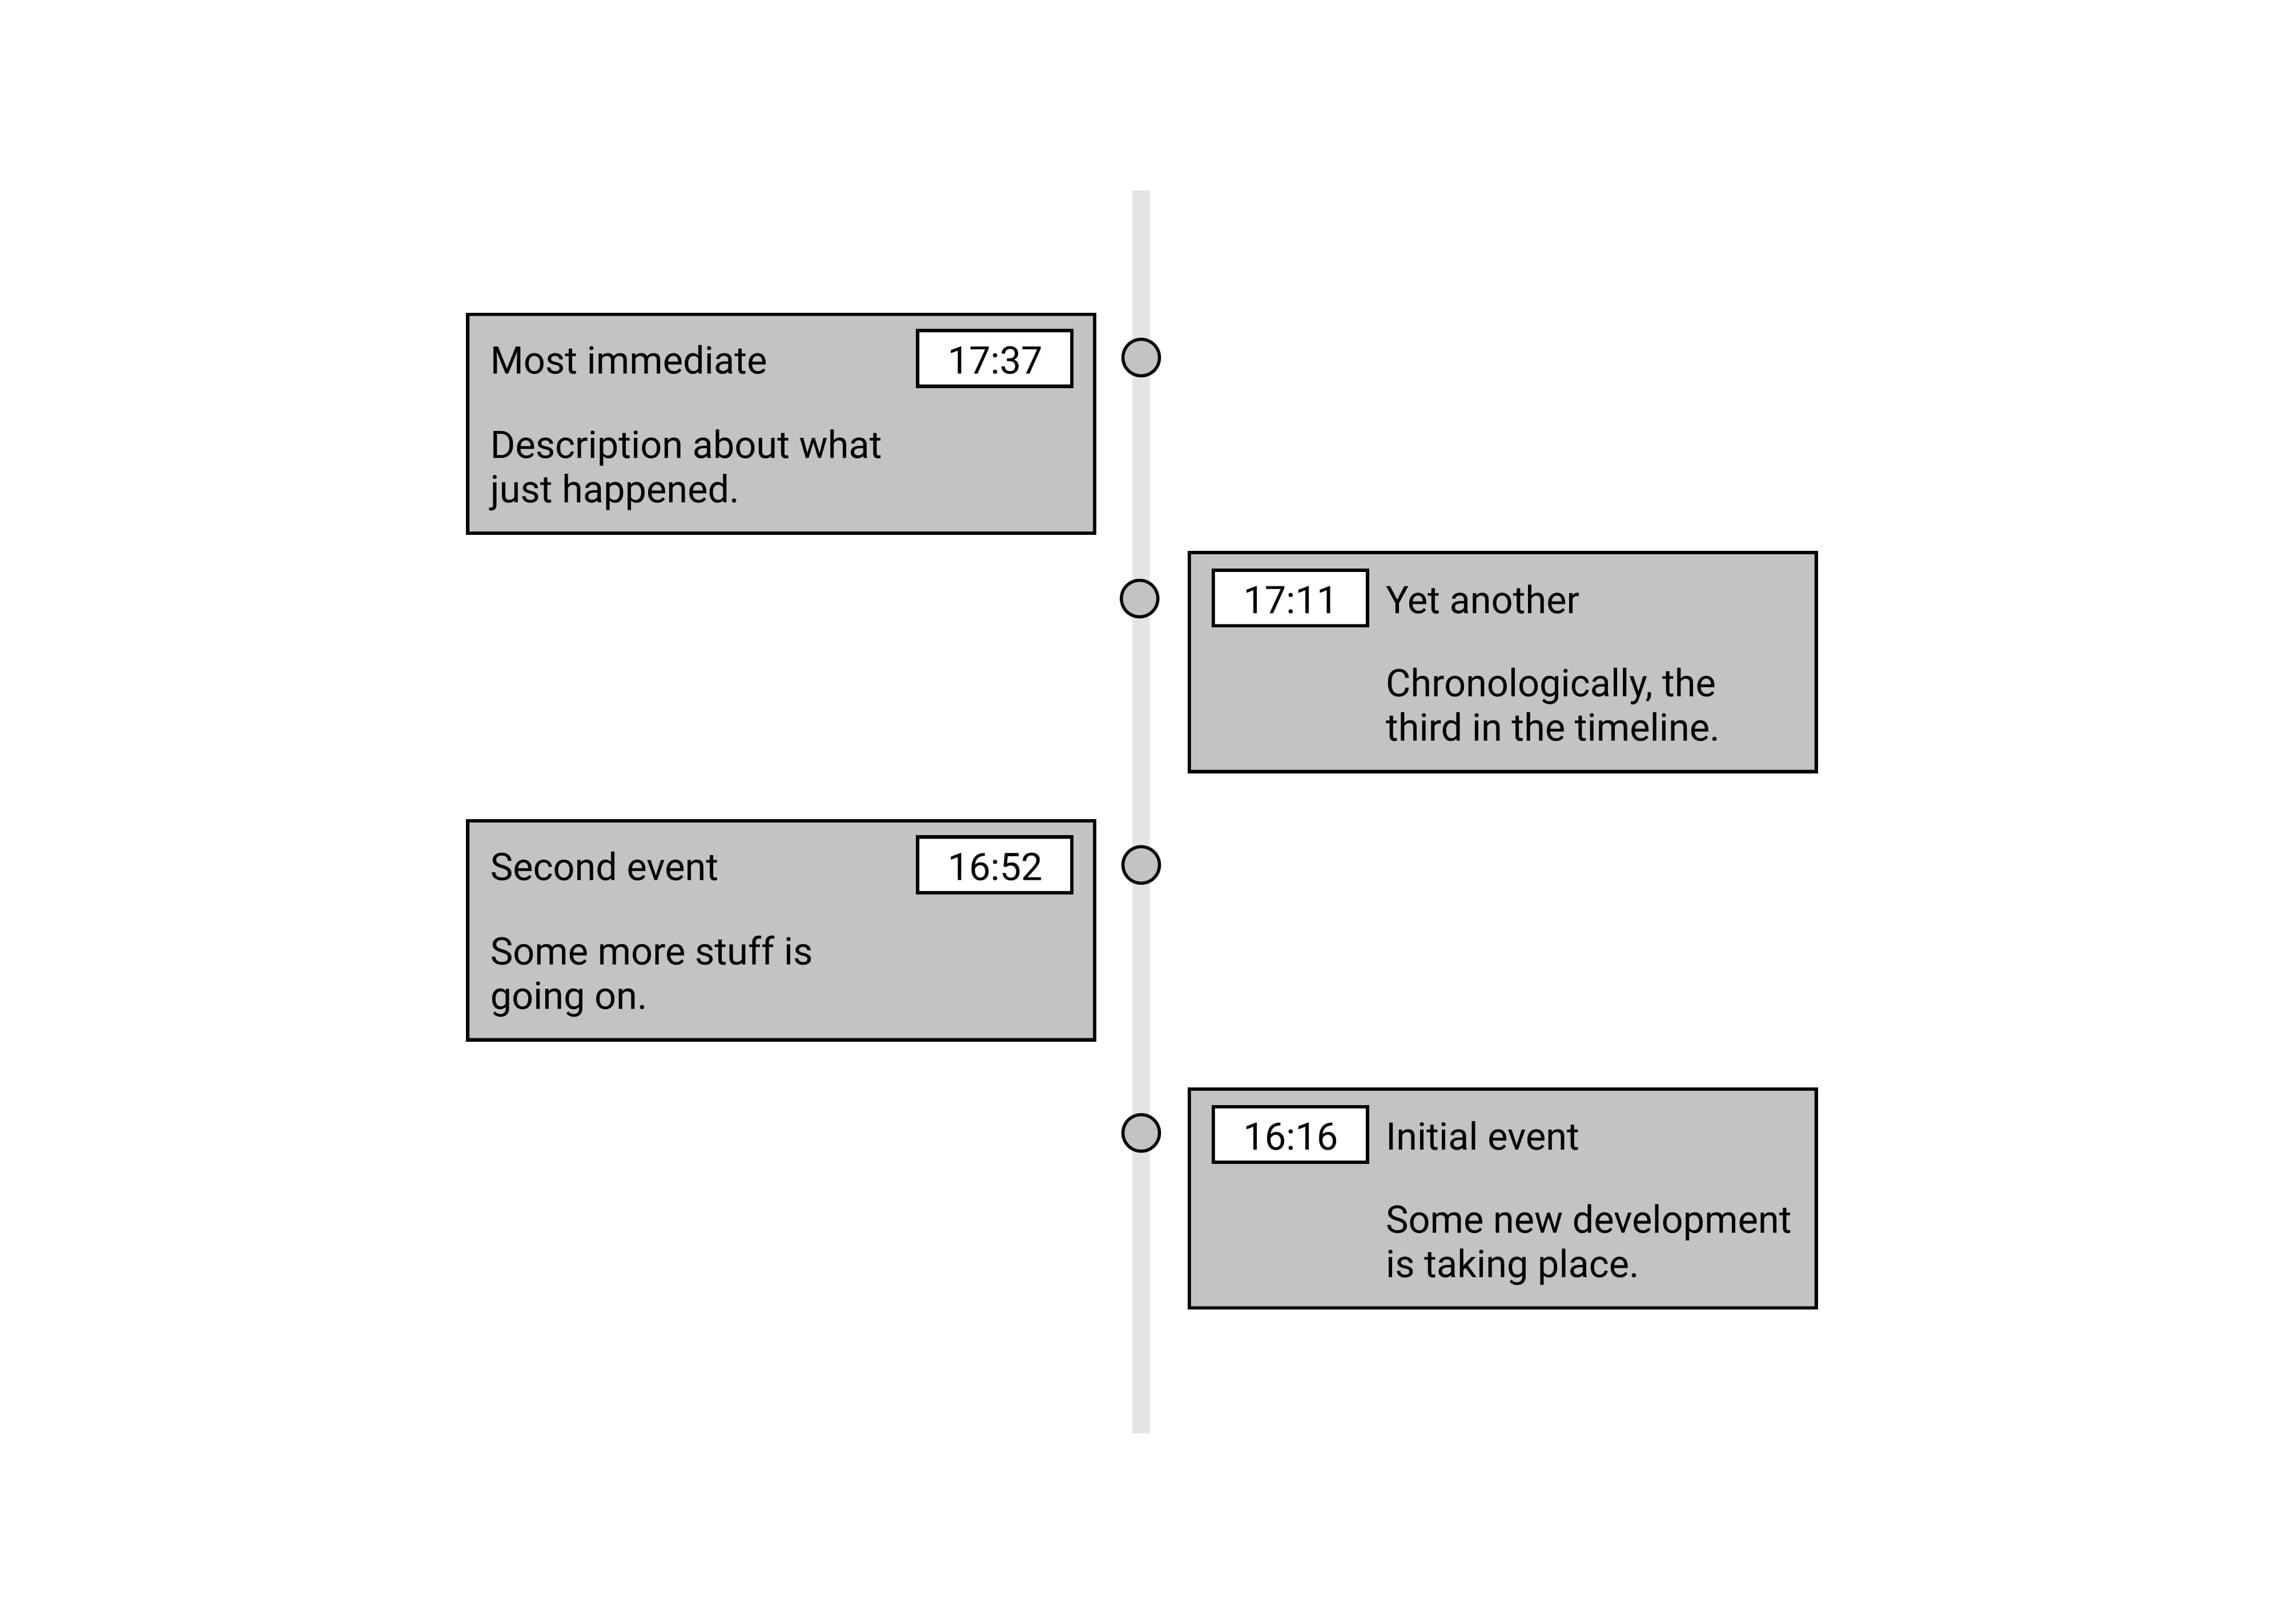 Most immediate
17:37
Description about what
just happened.
17:11
Yet another
Chronologically, the
third in the timeline.
Second event
16:52
Some more stuff is
going on.
16:16
Initial event
Some new development
is taking place.